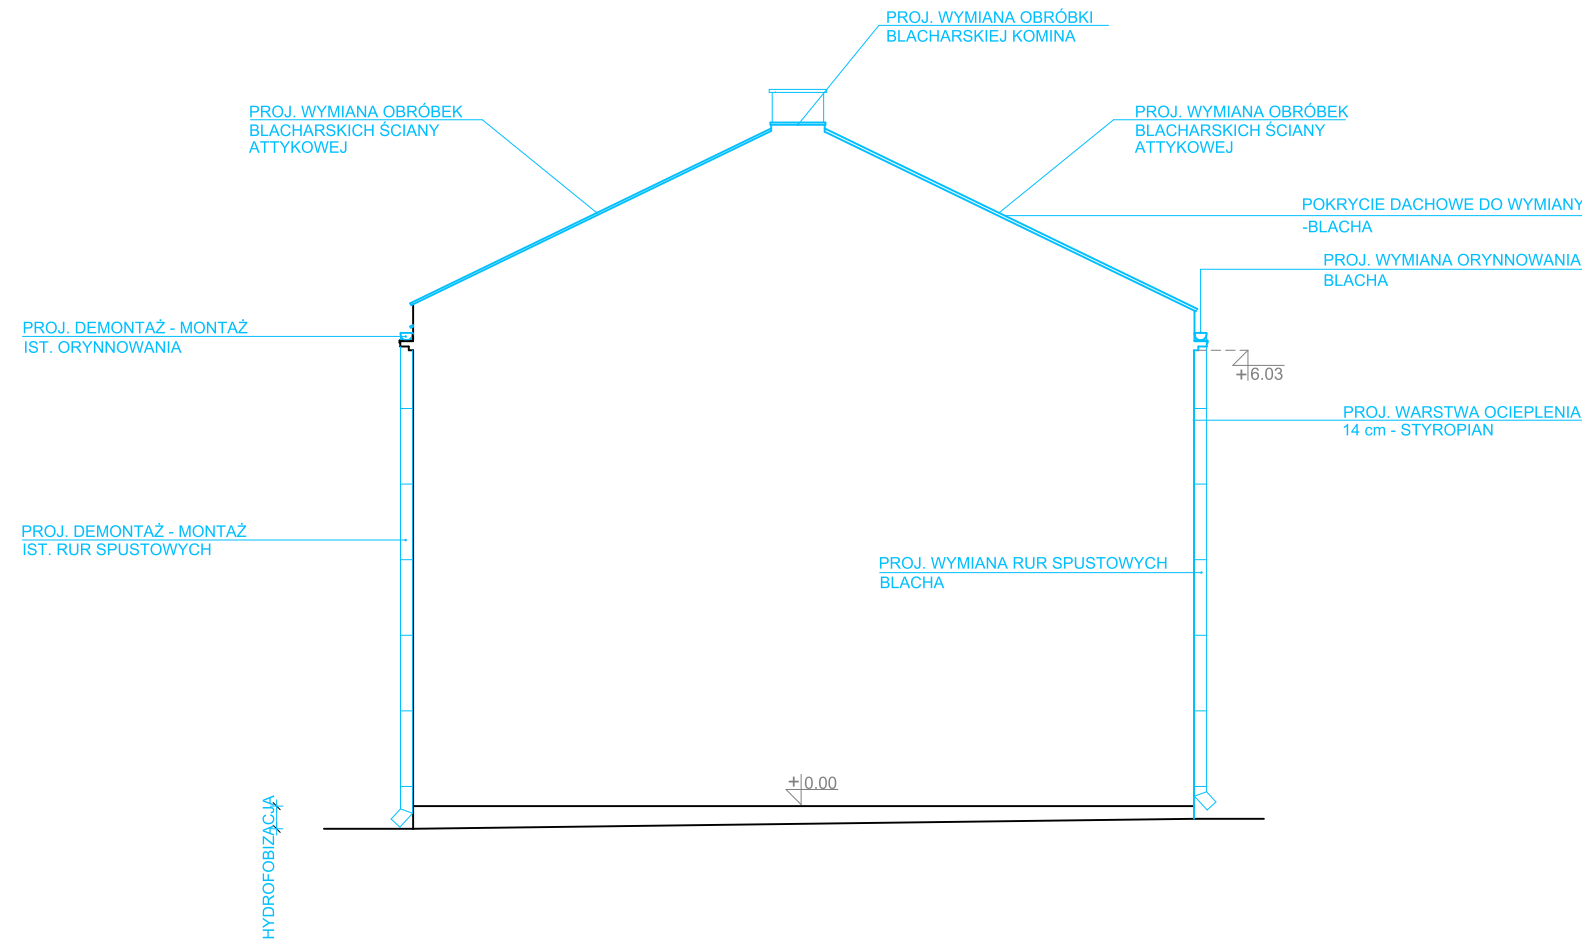 PROJ. WYMIANA OBRÓBKI
BLACHARSKIEJ KOMINA
PROJ. WYMIANA OBRÓBEK
BLACHARSKICH ŚCIANY
ATTYKOWEJ
PROJ. WYMIANA OBRÓBEK
BLACHARSKICH ŚCIANY
ATTYKOWEJ
POKRYCIE DACHOWE DO WYMIANY
-BLACHA
PROJ. WYMIANA ORYNNOWANIA
BLACHA
PROJ. DEMONTAŻ - MONTAŻ
IST. ORYNNOWANIA
+6.03
PROJ. WARSTWA OCIEPLENIA
14 cm - STYROPIAN
PROJ. DEMONTAŻ - MONTAŻ
IST. RUR SPUSTOWYCH
PROJ. WYMIANA RUR SPUSTOWYCH
BLACHA
+0.00
HYDROFOBIZACJA